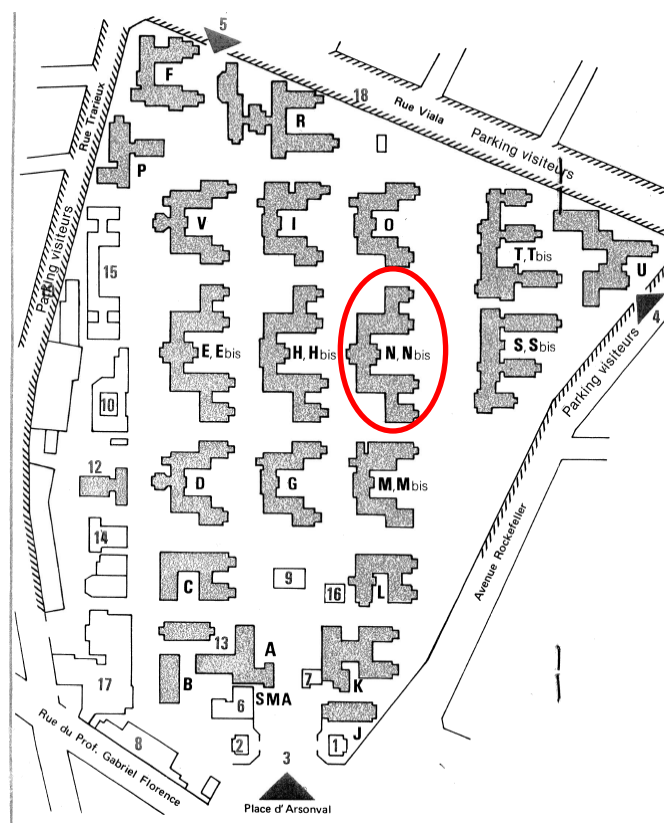 5
F
R
18
Rue Viala
Parking visiteurs
Rue Trarieux
P
V
I
O
T, Tbis
U
Parking visiteurs
15
4
E, Ebis
H, Hbis
N, Nbis
S, Sbis
Parking visiteurs
10
12
D
G
M, Mbis
14
Avenue Rockefeller
C
9
16
L
13
A
B
SMA
7
K
17
6
J
8
2
3
1
Rue du Prof. Gabriel Florence
Place d'Arsonval